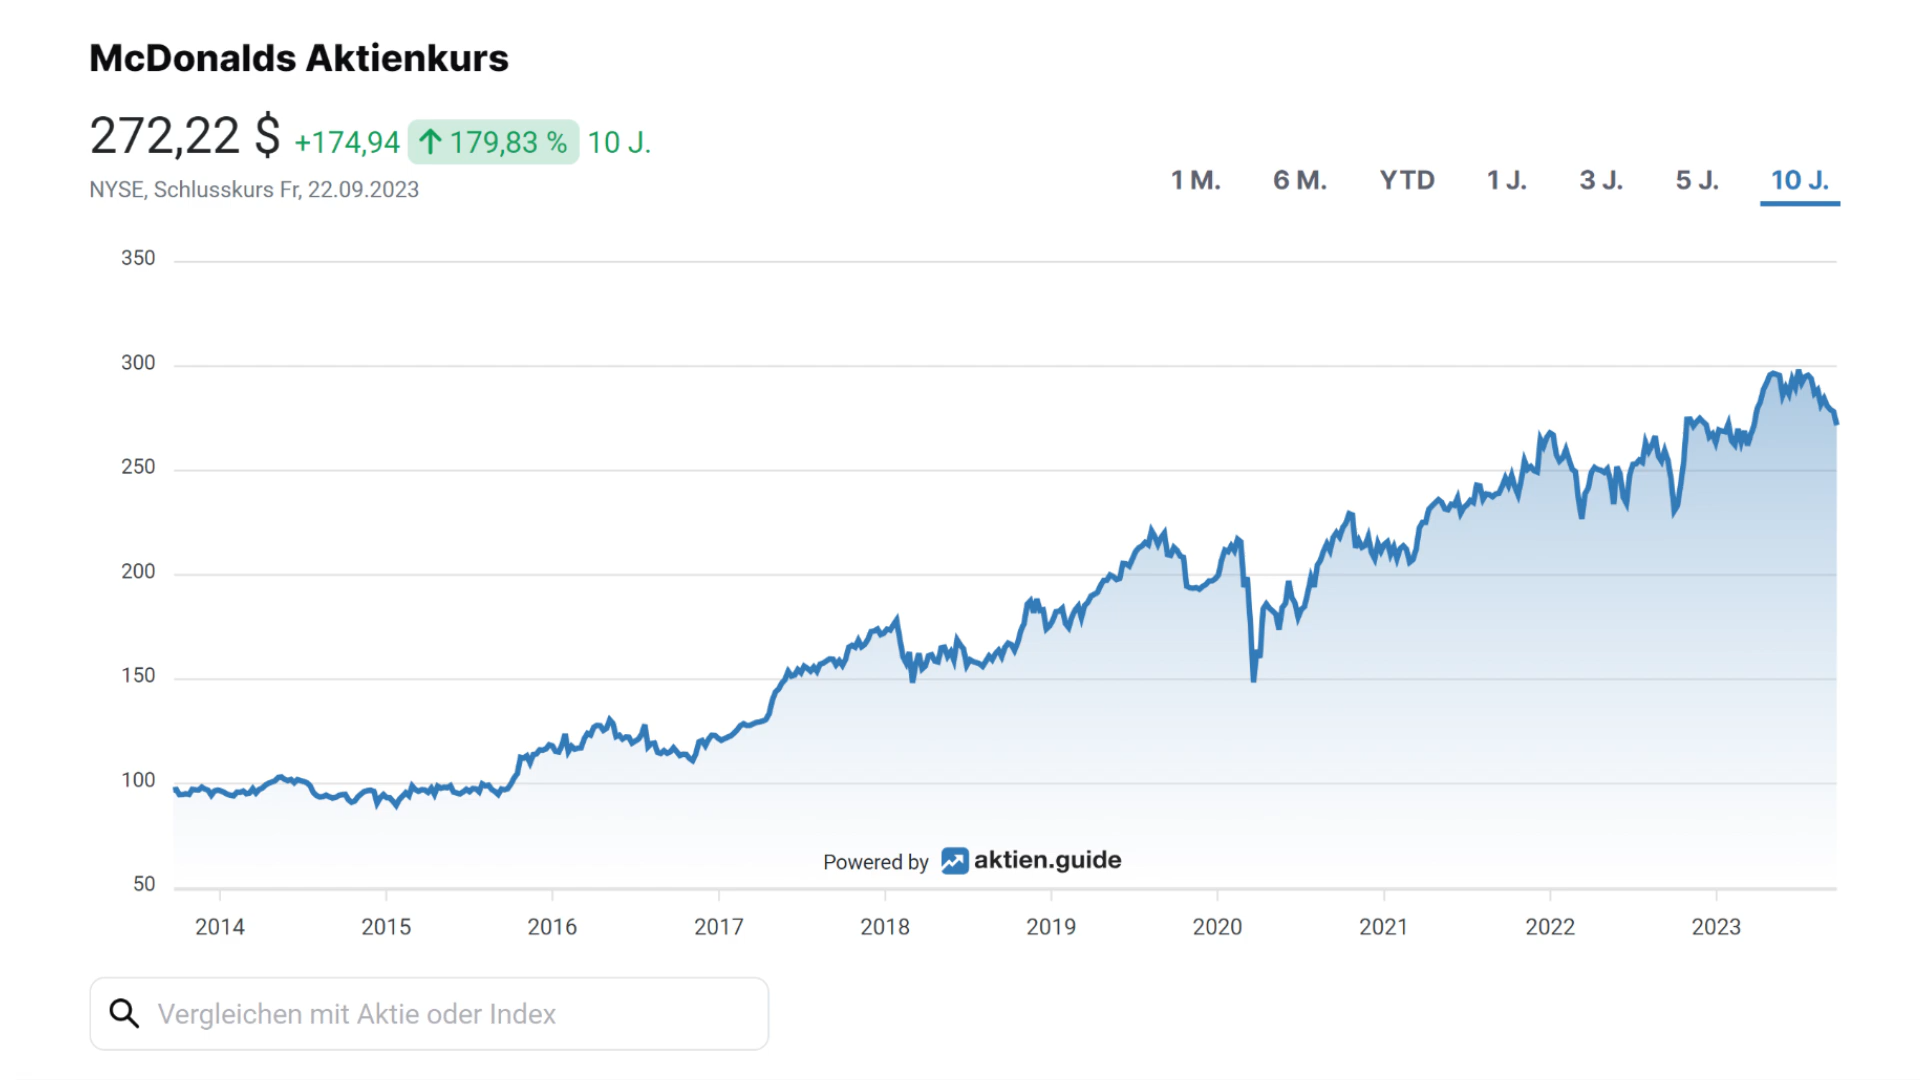 McDonalds Aktienkurs
272,22 $ +174,94 ↑ 179,83 % 10 J.
NYSE, Schlusskurs Fr, 22.09.2023
1 M. 6 M. YTD 1 J. 3 J. 5 J. 10 J.
350
300
250
200
150
100
50
Powered by aktien.guide
2014 2015 2016 2017 2018 2019 2020 2021 2022 2023
Vergleichen mit Aktie oder Index